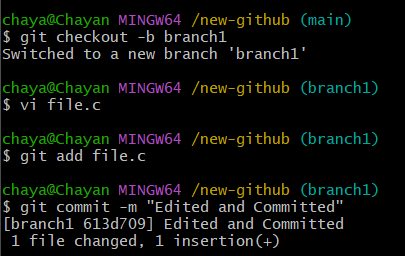 chaya@Chayan MINGW64 /new-github (main)
$ git checkout -b branch1
Switched to a new branch 'branch1'
chaya@Chayan MINGW64 /new-github (branch1)
$ vi file.c
chaya@Chayan MINGW64 /new-github (branch1)
$ git add file.c
chaya@Chayan MINGW64 /new-github (branch1)
$ git commit -m "Edited and Committed"
[branch1 613d709] Edited and Committed
 1 file changed, 1 insertion(+)